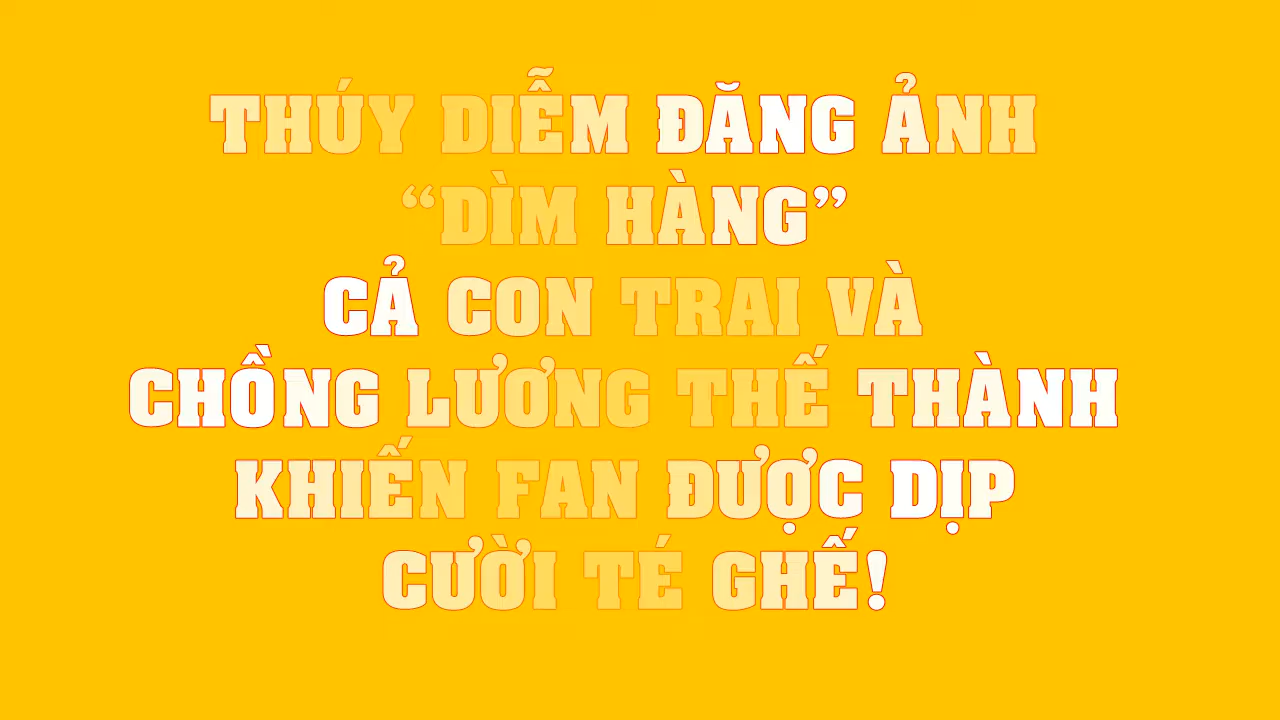 THÚY DIỄM ĐĂNG ẢNH
“DÌM HÀNG”
CẢ CON TRAI VÀ
CHỒNG LƯƠNG THẾ THÀNH
KHIẾN FAN ĐƯỢC DỊP
CƯỜI TÉ GHẾ!